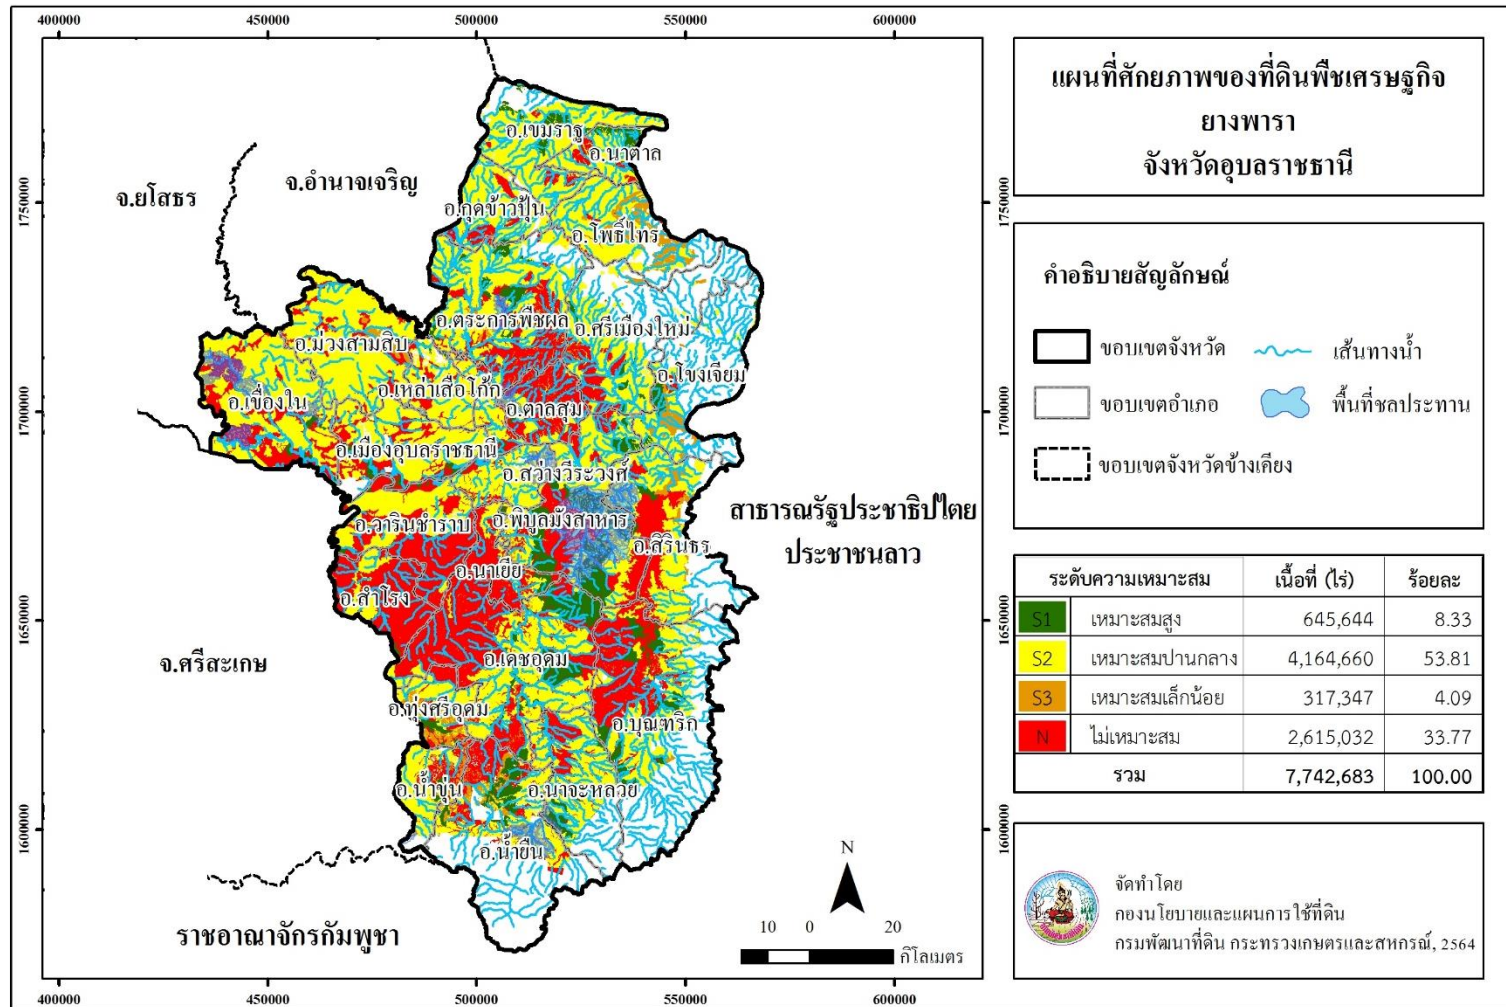 400000 450000 500000 550000 600000
แผนที่ศักยภาพของที่ดินพืชเศรษฐกิจ
ยางพารา
จังหวัดอุบลราชธานี
1750000
1700000
1650000
1600000
จ.ยโสธร
จ.อำนาจเจริญ
อ.เขมราฐ
อ.นาตาล
อ.กุดข้าวปุ้น
อ.โพธิ์ไทร
อ.ตระการพืชผล
อ.ศรีเมืองใหม่
อ.ม่วงสามสิบ
อ.โขงเจียม
อ.เหล่าเสือโก้ก
อ.เขื่องใน
อ.ตาลสุม
อ.เมืองอุบลราชธานี
อ.สว่างวีระวงศ์
อ.วารินชำราบ
อ.พิบูลมังสาหาร
อ.สิรินธร
อ.นาเยีย
อ.สำโรง
อ.เดชอุดม
อ.ทุ่งศรีอุดม
อ.บุณฑริก
อ.น้ำขุ่น
อ.นาจะหลวย
อ.น้ำยืน
สาธารณรัฐประชาธิปไตย
ประชาชนลาว
จ.ศรีสะเกษ
ราชอาณาจักรกัมพูชา
N
10 0 20
กิโลเมตร
1750000
1700000
1650000
1600000
คำอธิบายสัญลักษณ์
ขอบเขตจังหวัด เส้นทางน้ำ
ขอบเขตอำเภอ พื้นที่ชลประทาน
ขอบเขตจังหวัดข้างเคียง
ระดับความเหมาะสม เนื้อที่ (ไร่) ร้อยละ
S1 เหมาะสมสูง 645,644 8.33
S2 เหมาะสมปานกลาง 4,164,660 53.81
S3 เหมาะสมเล็กน้อย 317,347 4.09
N ไม่เหมาะสม 2,615,032 33.77
รวม 7,742,683 100.00
จัดทำโดย
กองนโยบายและแผนการใช้ที่ดิน
กรมพัฒนาที่ดิน กระทรวงเกษตรและสหกรณ์, 2564
400000 450000 500000 550000 600000